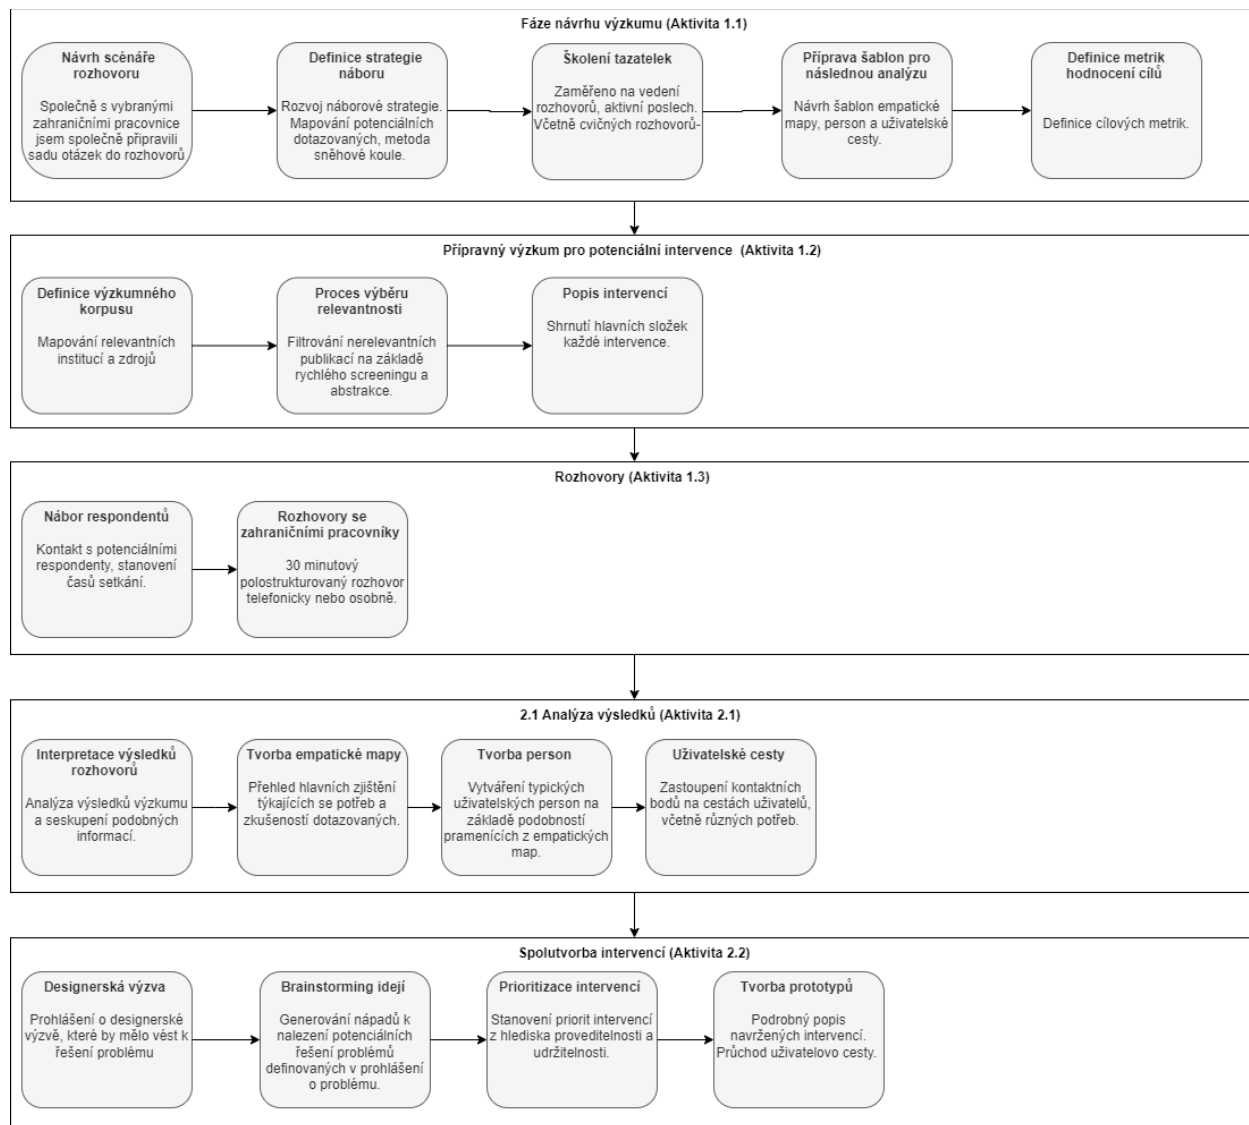 Fáze návrhu výzkumu (Aktivita 1.1)
Návrh scénáře
rozhovoru
Společně s vybranými
zahraničními pracovnice
jsem společně připravili
sadu otázek do rozhovorů
Definice strategie
náboru
Rozvoj náborové strategie.
Mapování potenciálních
dotazovaných, metoda
sněhové koule.
Školení tazatelek
Zaměřeno na vedení
rozhovorů, aktivní poslech.
Včetně cvičných rozhovorů-
Příprava šablon pro
následnou analýzu
Návrh šablon empatické
mapy, person a uživatelské
cesty.
Definice metrik
hodnocení cílů
Definice cílových metrik.
Přípravný výzkum pro potenciální intervence (Aktivita 1.2)
Definice výzkumného
korpusu
Mapování relevantních
institucí a zdrojů
Proces výběru
relevantnosti
Filtrování nerelevantních
publikací na základě
rychlého screeningu a
abstrakce.
Popis intervencí
Shrnutí hlavních složek
každé intervence.
Rozhovory (Aktivita 1.3)
Nábor respondentů
Kontakt s potenciálními
respondenty, stanovení
časů setkání.
Rozhovory se
zahraničními pracovníky
30 minutový
polostrukturovaný rozhovor
telefonicky nebo osobně.
2.1 Analýza výsledků (Aktivita 2.1)
Interpretace výsledků
rozhovorů
Analýza výsledků výzkumu
a seskupení podobných
informací.
Tvorba empatické mapy
Přehled hlavních zjištění
týkajících se potřeb a
zkušeností dotazovaných.
Tvorba person
Vytváření typických
uživatelských person na
základě podobností
pramenících z empatických
map.
Uživatelské cesty
Zastoupení kontaktních
bodů na cestách uživatelů,
včetně různých potřeb.
Spolutvorba intervencí (Aktivita 2.2)
Designerská výzva
Prohlášení o designerské
výzvě, které by mělo vést k
řešení problému
Brainstorming idejí
Generování nápadů k
nalezení potenciálních
řešení problémů
definovaných v prohlášení
o problému.
Prioritizace intervencí
Stanovení priorit intervencí
z hlediska proveditelnosti a
udržitelnosti.
Tvorba prototypů
Podrobný popis
navržených intervencí.
Průchod uživatelovo cesty.